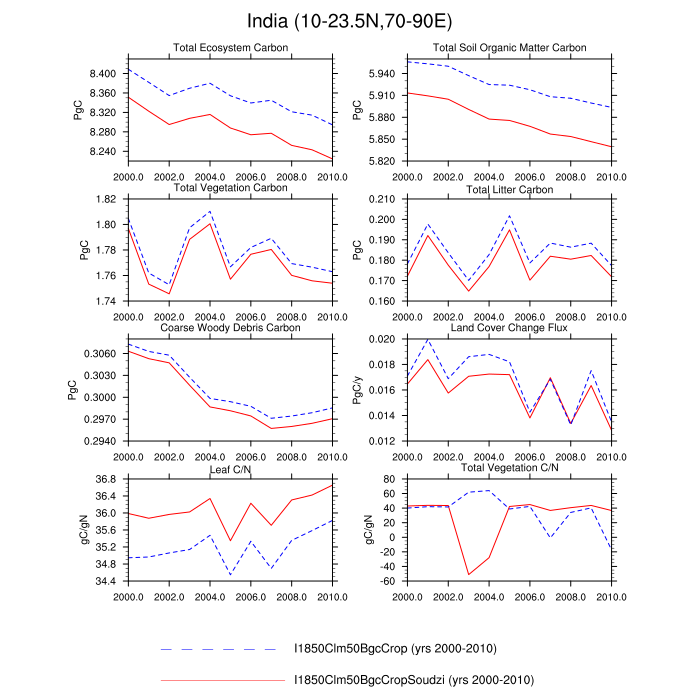 India (10-23.5N,70-90E)
Total Ecosystem Carbon
PgC
8.400
8.360
8.320
8.280
8.240
2000.0 2002.0 2004.0 2006.0 2008.0 2010.0
Total Soil Organic Matter Carbon
PgC
5.940
5.910
5.880
5.850
5.820
2000.0 2002.0 2004.0 2006.0 2008.0 2010.0
Total Vegetation Carbon
PgC
1.82
1.80
1.78
1.76
1.74
2000.0 2002.0 2004.0 2006.0 2008.0 2010.0
Total Litter Carbon
PgC
0.210
0.200
0.190
0.180
0.170
0.160
2000.0 2002.0 2004.0 2006.0 2008.0 2010.0
Coarse Woody Debris Carbon
PgC
0.3060
0.3030
0.3000
0.2970
0.2940
2000.0 2002.0 2004.0 2006.0 2008.0 2010.0
Land Cover Change Flux
PgC/y
0.020
0.018
0.016
0.014
0.012
2000.0 2002.0 2004.0 2006.0 2008.0 2010.0
Leaf C/N
gC/gN
36.8
36.4
36.0
35.6
35.2
34.8
34.4
2000.0 2002.0 2004.0 2006.0 2008.0 2010.0
Total Vegetation C/N
gC/gN
80
60
40
20
0
-20
-40
-60
2000.0 2002.0 2004.0 2006.0 2008.0 2010.0
I1850Clm50BgcCrop (yrs 2000-2010)
I1850Clm50BgcCropSoudzi (yrs 2000-2010)